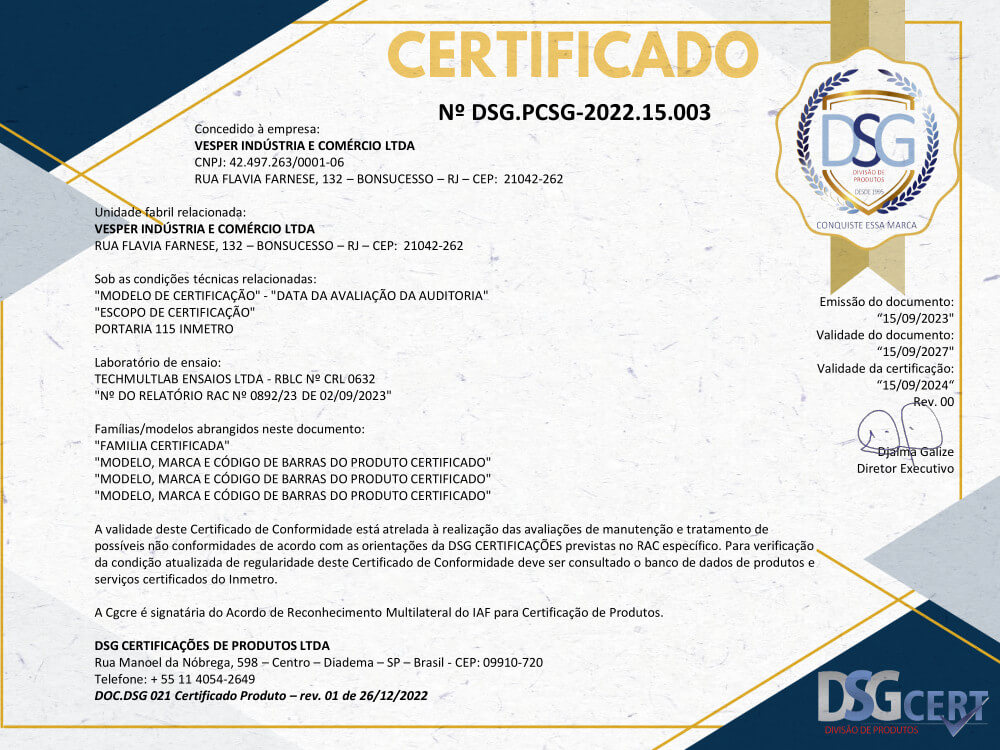 CERTIFICADO
Nº DSG.PCSG-2022.15.003
Concedido à empresa:
VESPER INDÚSTRIA E COMÉRCIO LTDA
CNPJ: 42.497.263/0001-06
RUA FLAVIA FARNESE, 132 – BONSUCESSO – RJ – CEP: 21042-262
DSG
DIVISÃO DE
PRODUTOS
DESDE 1995
CONQUISTE ESSA MARCA
Unidade fabril relacionada:
VESPER INDÚSTRIA E COMÉRCIO LTDA
RUA FLAVIA FARNESE, 132 – BONSUCESSO – RJ – CEP: 21042-262
Sob as condições técnicas relacionadas:
"MODELO DE CERTIFICAÇÃO" - "DATA DA AVALIAÇÃO DA AUDITORIA"
"ESCOPO DE CERTIFICAÇÃO"
PORTARIA 115 INMETRO
Laboratório de ensaio:
TECHMULTLAB ENSAIOS LTDA - RBLC Nº CRL 0632
"Nº DO RELATÓRIO RAC Nº 0892/23 DE 02/09/2023"
Emissão do documento:
“15/09/2023"
Validade do documento:
“15/09/2027"
Validade da certificação:
“15/09/2024“
Rev. 00
Djalma Galize
Diretor Executivo
Famílias/modelos abrangidos neste documento:
"FAMILIA CERTIFICADA"
"MODELO, MARCA E CÓDIGO DE BARRAS DO PRODUTO CERTIFICADO"
"MODELO, MARCA E CÓDIGO DE BARRAS DO PRODUTO CERTIFICADO"
"MODELO, MARCA E CÓDIGO DE BARRAS DO PRODUTO CERTIFICADO"
A validade deste Certificado de Conformidade está atrelada à realização das avaliações de manutenção e tratamento de
possíveis não conformidades de acordo com as orientações da DSG CERTIFICAÇÕES previstas no RAC específico. Para verificação
da condição atualizada de regularidade deste Certificado de Conformidade deve ser consultado o banco de dados de produtos e
serviços certificados do Inmetro.
A Cgcre é signatária do Acordo de Reconhecimento Multilateral do IAF para Certificação de Produtos.
DSG CERTIFICAÇÕES DE PRODUTOS LTDA
Rua Manoel da Nóbrega, 598 – Centro – Diadema – SP – Brasil - CEP: 09910-720
Telefone: + 55 11 4054-2649
DOC.DSG 021 Certificado Produto – rev. 01 de 26/12/2022
DSGCERT
DIVISÃO DE PRODUTOS